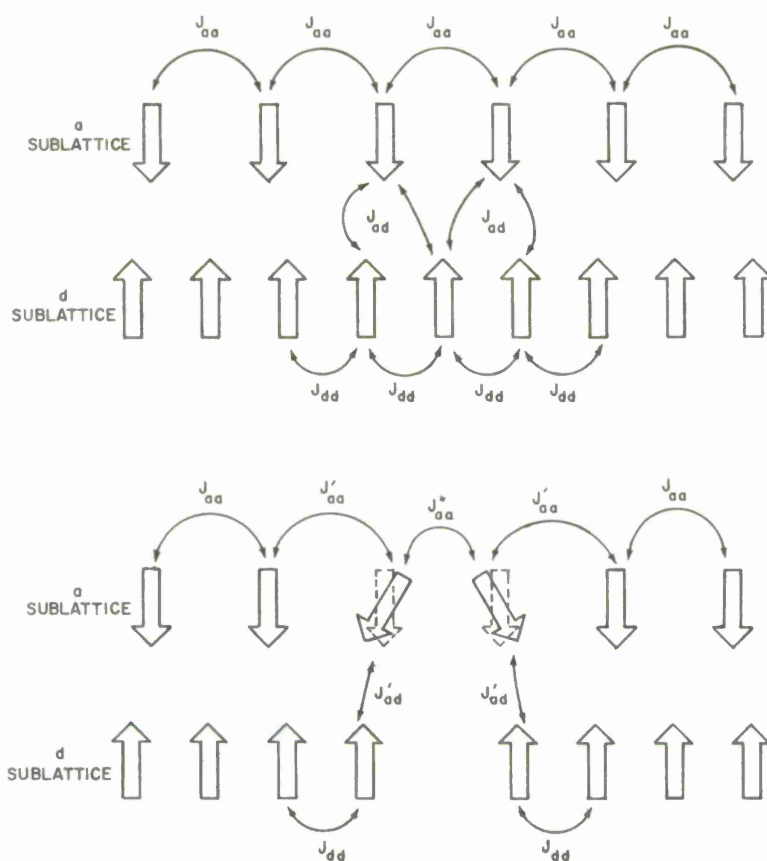 J_aa J_aa J_aa J_aa J_aa
a
SUBLATTICE
J_ad J_ad
d
SUBLATTICE
J_dd J_dd J_dd J_dd
J_aa J'_aa J"_aa J'_aa J_aa
a
SUBLATTICE
J'_ad J'_ad
d
SUBLATTICE
J_dd J_dd